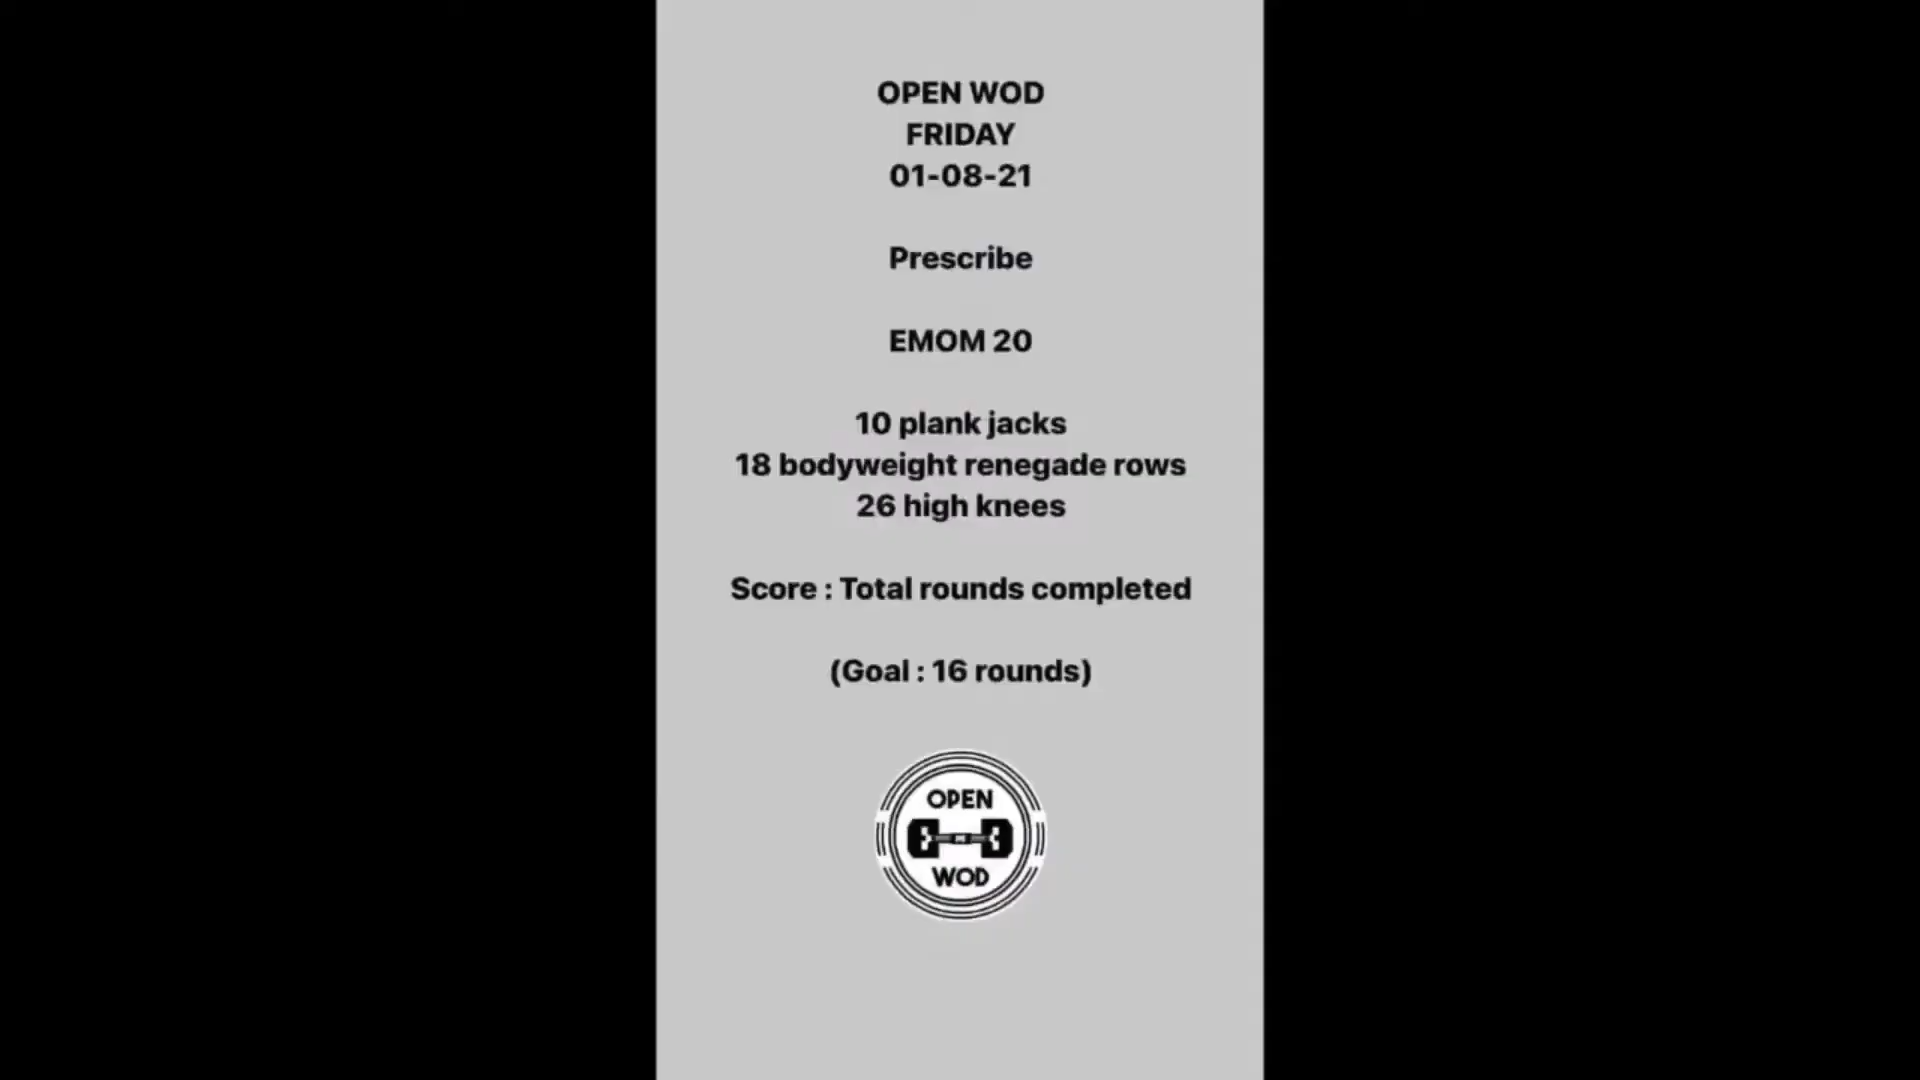 OPEN WOD
FRIDAY
01-08-21
Prescribe
EMOM 20
10 plank jacks
18 bodyweight renegade rows
26 high knees
Score : Total rounds completed
(Goal : 16 rounds)
OPEN
WOD